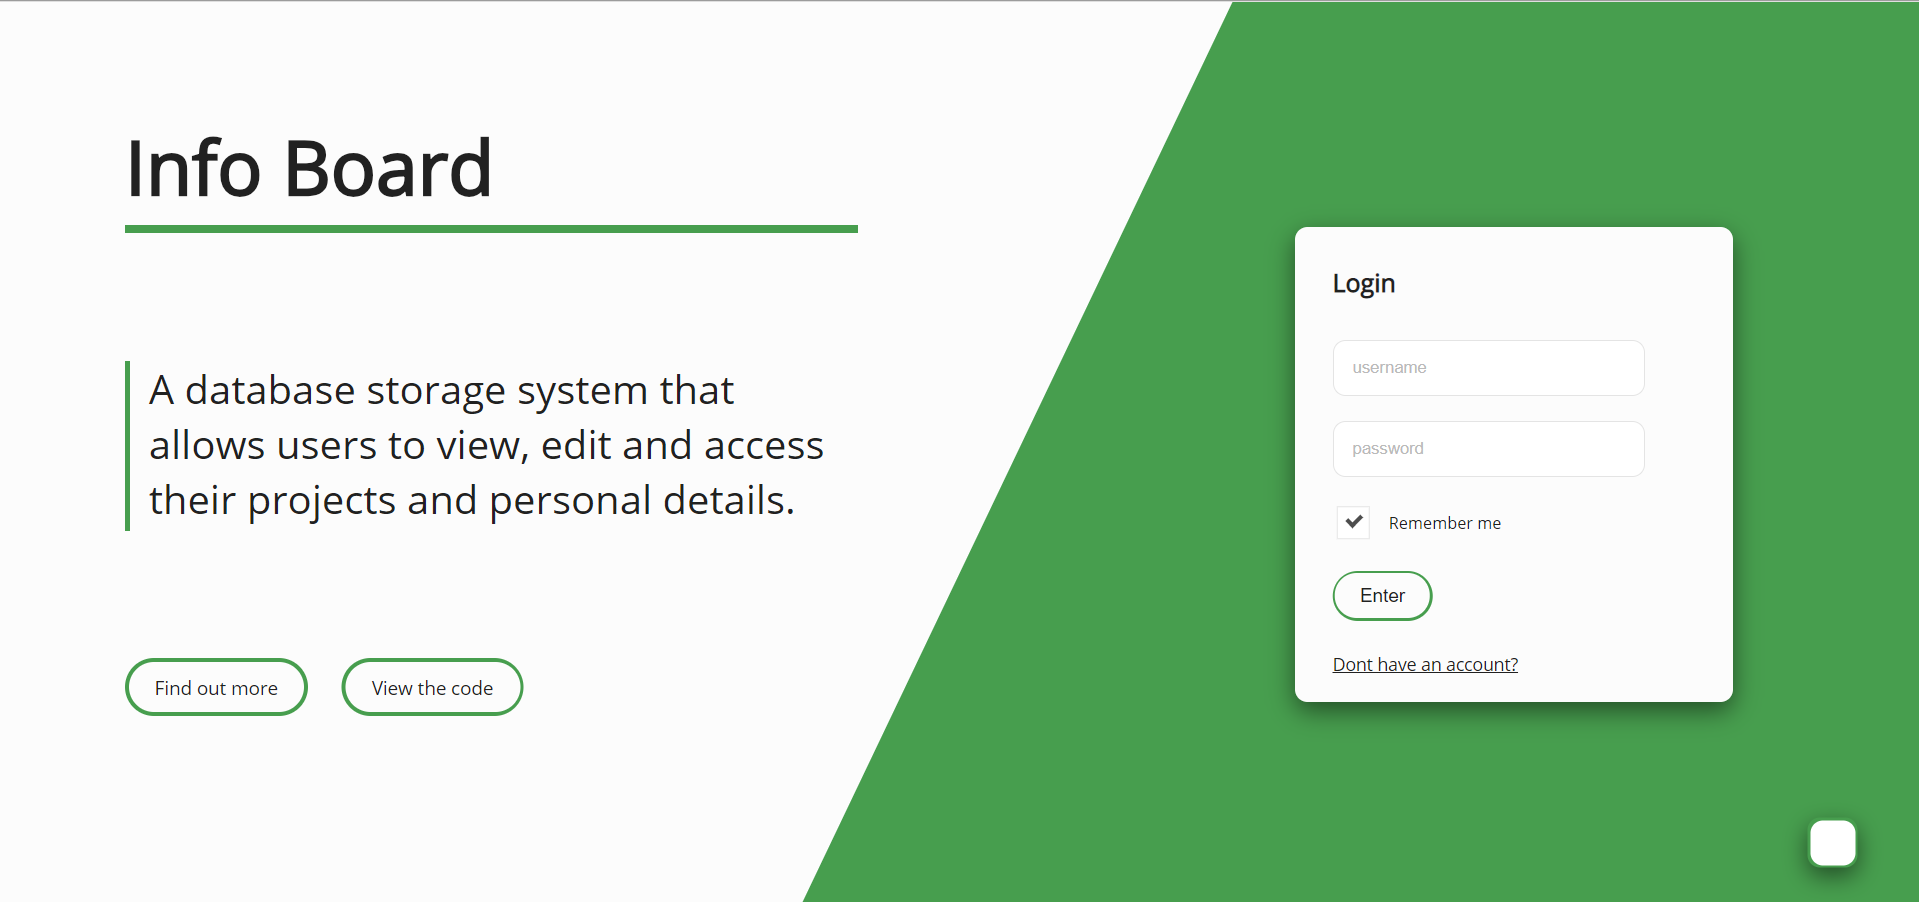 Info Board
A database storage system that
allows users to view, edit and access
their projects and personal details.
Find out more
View the code
Login
username
password
Remember me
Enter
Dont have an account?